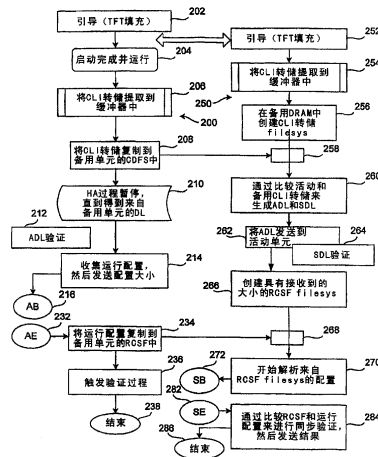 引导(TFT填充)
202
启动完成并运行
204
将CLI转储提取到
缓冲器中
206
200
将CLI转储复制到
备用单元的CDFS中
208
HA过程暂停,
直到得到来自
备用单元的DL
210
212
ADL验证
收集运行配置,
然后发送配置大小
214
AB
216
AE
232
将运行配置复制到
备用单元的RCSF中
234
触发验证过程
236
结束
238
引导(TFT填充)
252
将CLI转储提取到
缓冲器中
254
250
在备用DRAM中
创建CLI转储
filesys
256
258
通过比较活动和
备用CLI转储来
生成ADL和SDL
260
将ADL发送到
活动单元
262
264
SDL验证
266
创建具有接收到的
大小的RCSF filesys
268
开始解析来自
RCSF filesys的配置
270
272
SB
282
SE
通过比较RCSF和运行
配置来进行同步验证,
然后发送结果
284
286
结束